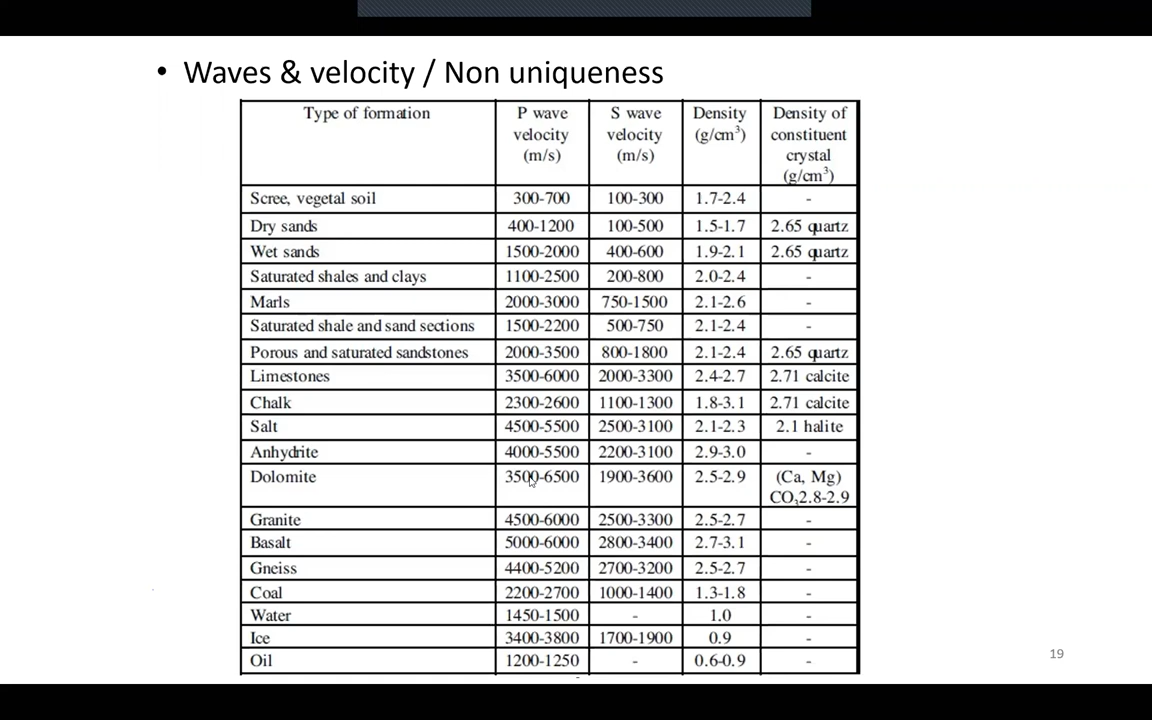 • Waves & velocity / Non uniqueness
Type of formation P wave velocity (m/s) S wave velocity (m/s) Density (g/cm³) Density of constituent crystal (g/cm³)
Scree, vegetal soil 300-700 100-300 1.7-2.4 -
Dry sands 400-1200 100-500 1.5-1.7 2.65 quartz
Wet sands 1500-2000 400-600 1.9-2.1 2.65 quartz
Saturated shales and clays 1100-2500 200-800 2.0-2.4 -
Marls 2000-3000 750-1500 2.1-2.6 -
Saturated shale and sand sections 1500-2200 500-750 2.1-2.4 -
Porous and saturated sandstones 2000-3500 800-1800 2.1-2.4 2.65 quartz
Limestones 3500-6000 2000-3300 2.4-2.7 2.71 calcite
Chalk 2300-2600 1100-1300 1.8-3.1 2.71 calcite
Salt 4500-5500 2500-3100 2.1-2.3 2.1 halite
Anhydrite 4000-5500 2200-3100 2.9-3.0 -
Dolomite 3500-6500 1900-3600 2.5-2.9 (Ca, Mg) CO₃2.8-2.9
Granite 4500-6000 2500-3300 2.5-2.7 -
Basalt 5000-6000 2800-3400 2.7-3.1 -
Gneiss 4400-5200 2700-3200 2.5-2.7 -
Coal 2200-2700 1000-1400 1.3-1.8 -
Water 1450-1500 - 1.0 -
Ice 3400-3800 1700-1900 0.9 -
Oil 1200-1250 - 0.6-0.9 -
19